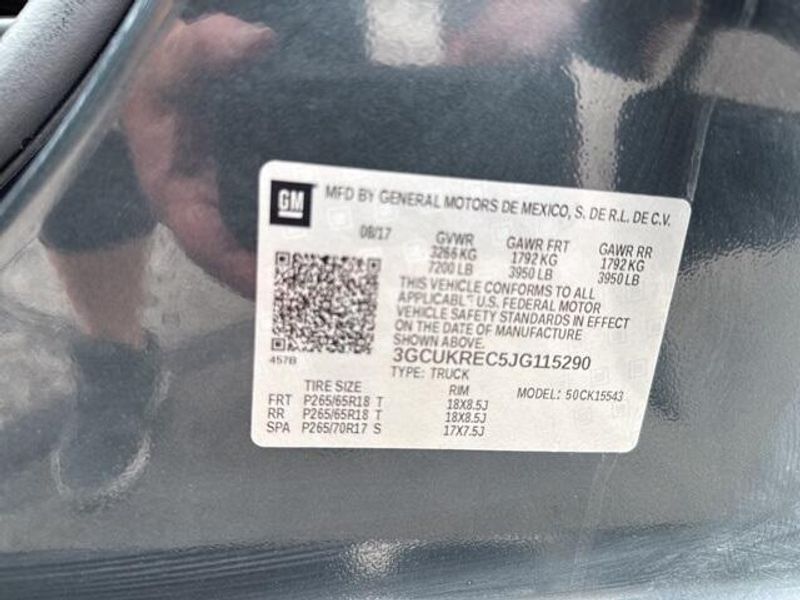 GM MFD BY GENERAL MOTORS DE MEXICO, S. DE R.L. DE C.V.
08/17 GVWR GAWR FRT GAWR RR
3266 KG 1792 KG 1792 KG
7200 LB 3950 LB 3950 LB
THIS VEHICLE CONFORMS TO ALL
APPLICABL U.S. FEDERAL MOTOR
VEHICLE SAFETY STANDARDS IN EFFECT
ON THE DATE OF MANUFACTURE
SHOWN ABOVE.
457B 3GCUKREC5JG115290
TYPE: TRUCK
TIRE SIZE RIM MODEL: 50CK15543
FRT P265/65R18 T 18X8.5J
RR P265/65R18 T 18X8.5J
SPA P265/70R17 S 17X7.5J